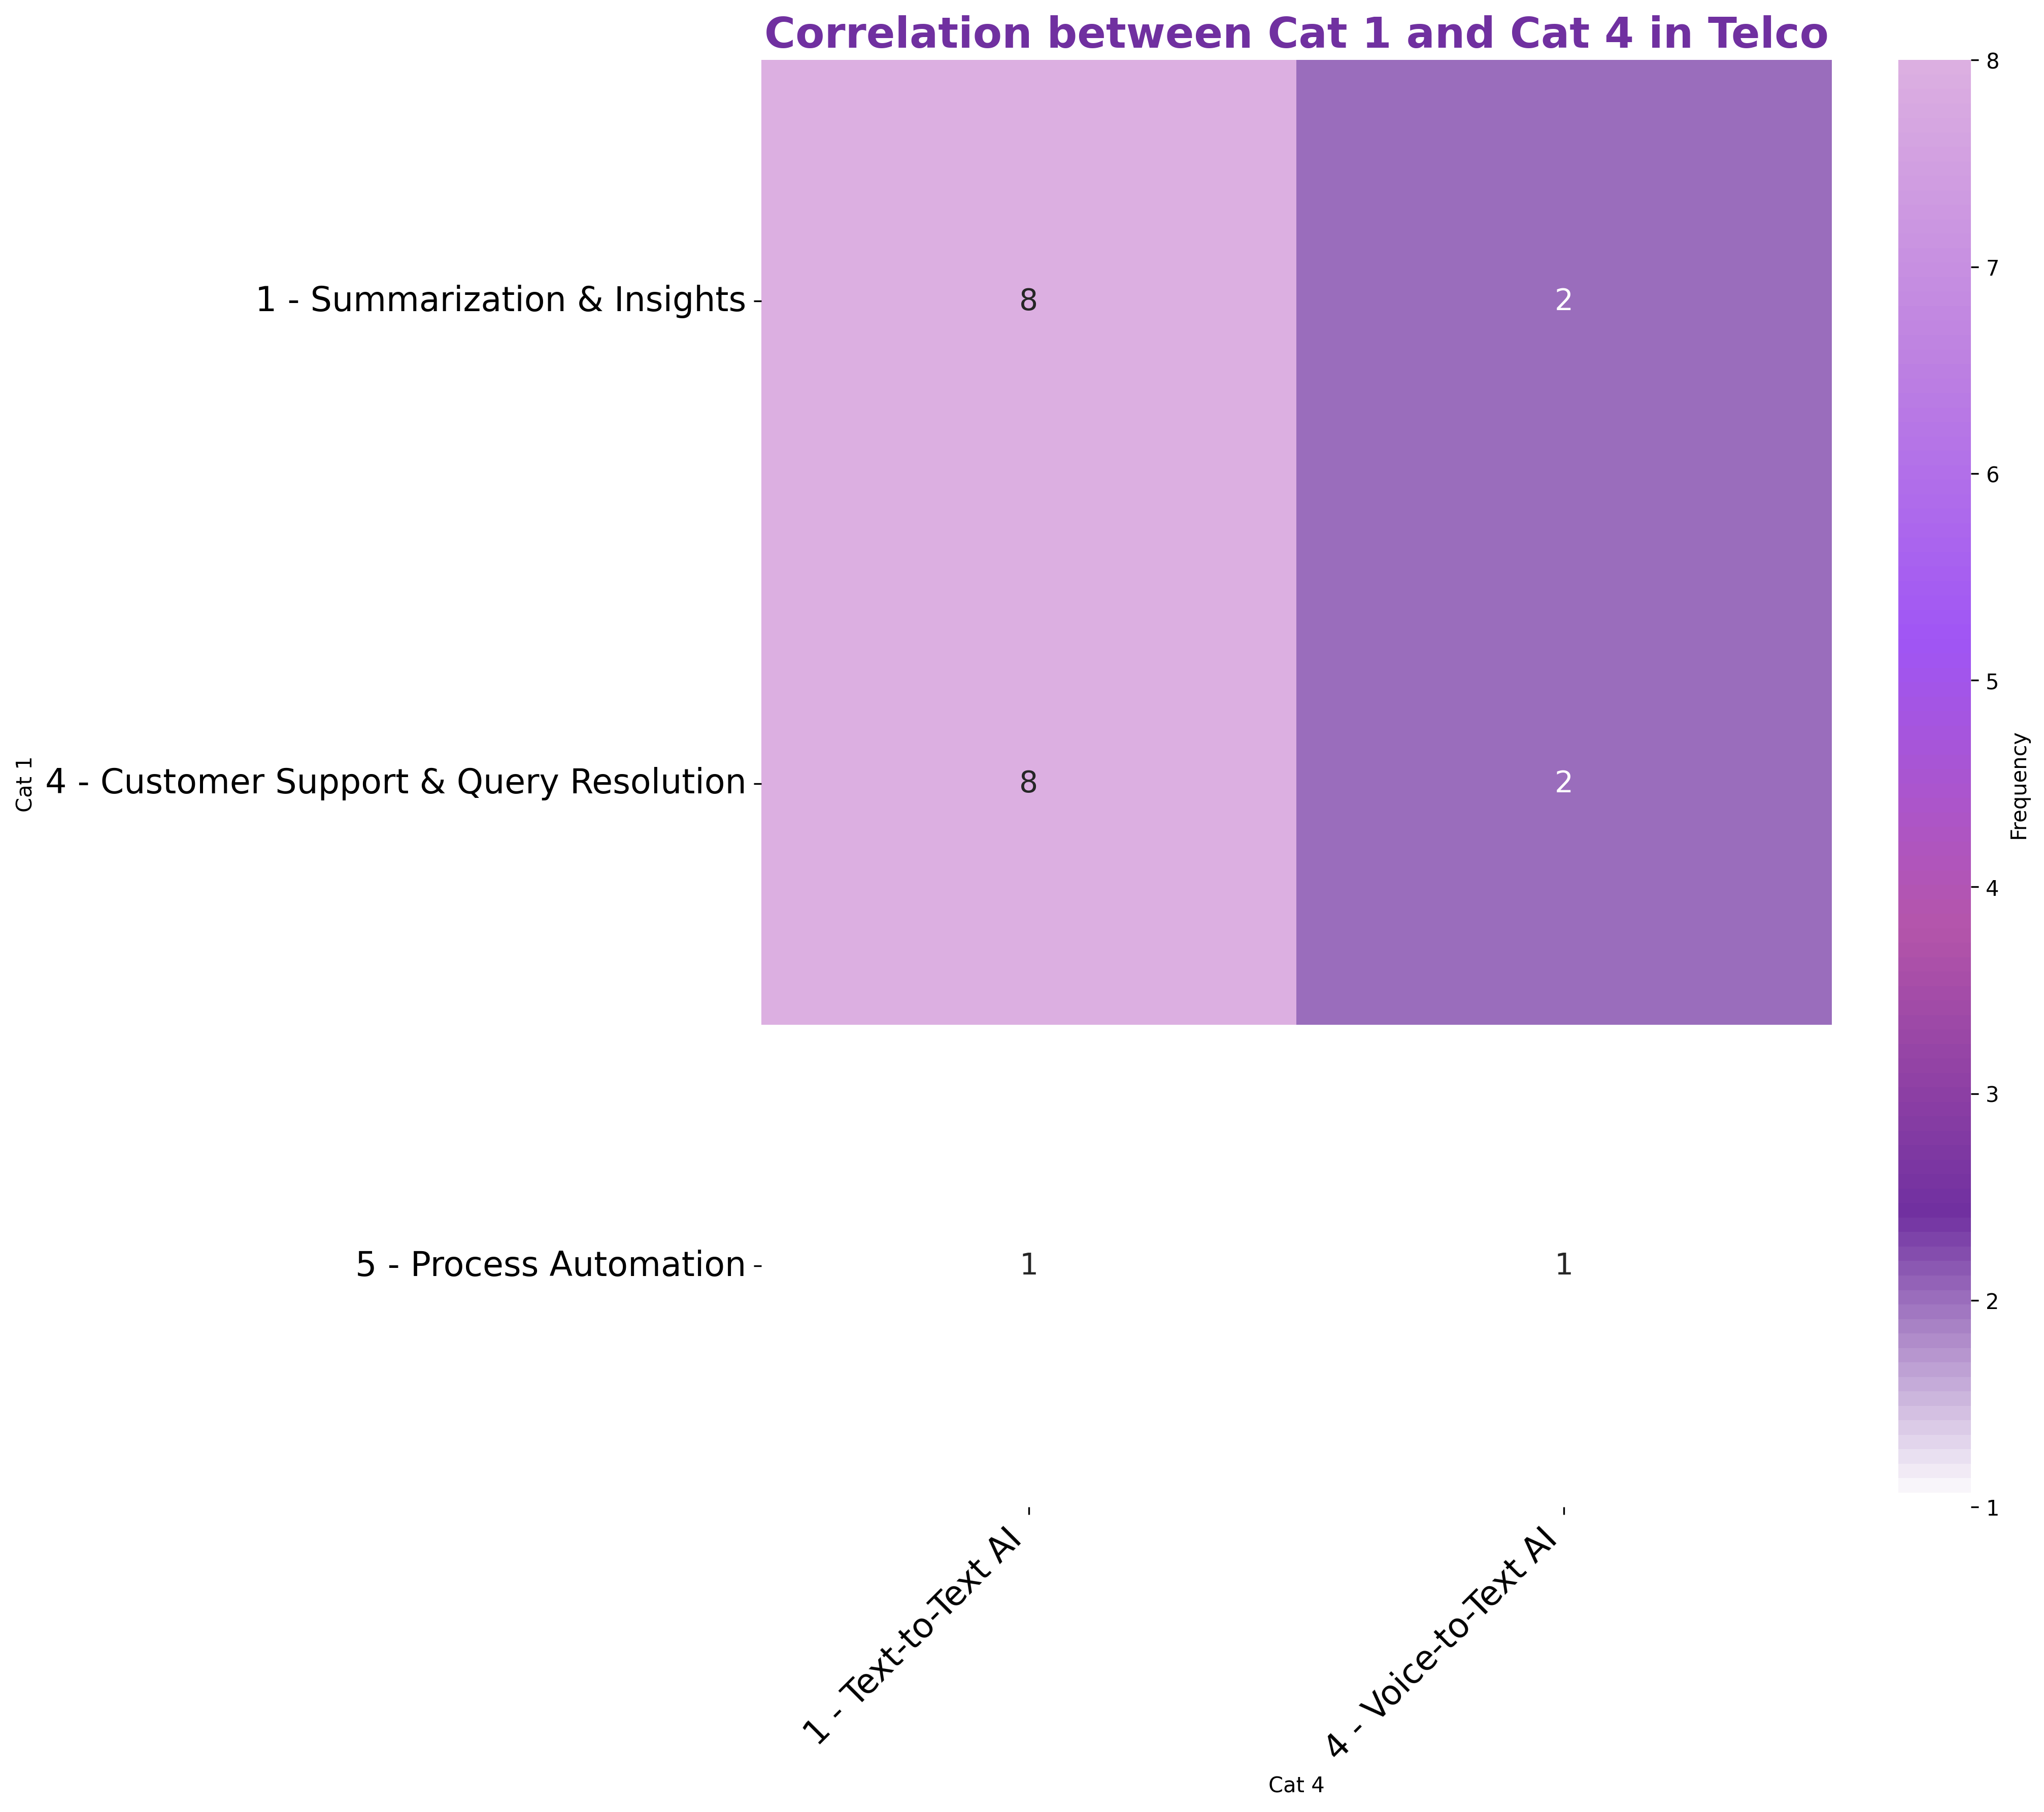 Correlation between Cat 1 and Cat 4 in Telco
1 - Summarization & Insights
8
2
4 - Customer Support & Query Resolution
8
2
5 - Process Automation
1
1
Cat 1
1 - Text-to-Text AI
4 - Voice-to-Text AI
Cat 4
8
7
6
5
4
3
2
1
Frequency